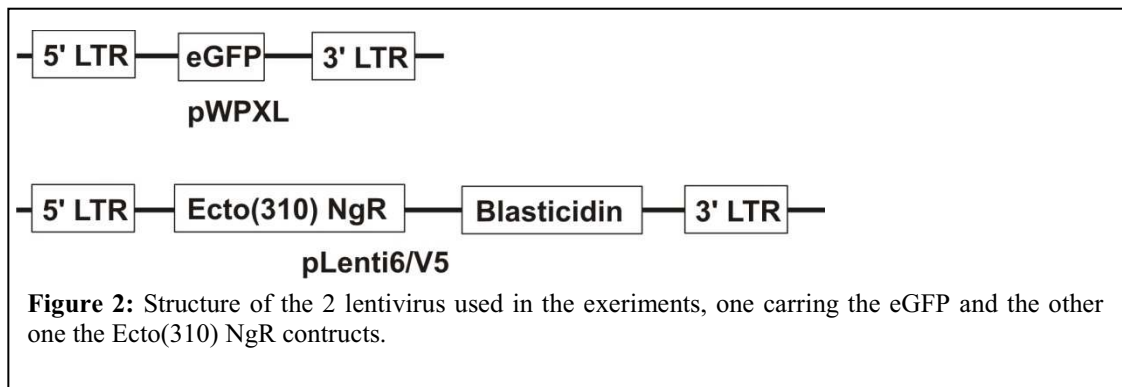 5' LTR eGFP 3' LTR
pWPXL
5' LTR Ecto(310) NgR Blasticidin 3' LTR
pLenti6/V5
Figure 2: Structure of the 2 lentivirus used in the exeriments, one carring the eGFP and the other
one the Ecto(310) NgR contructs.